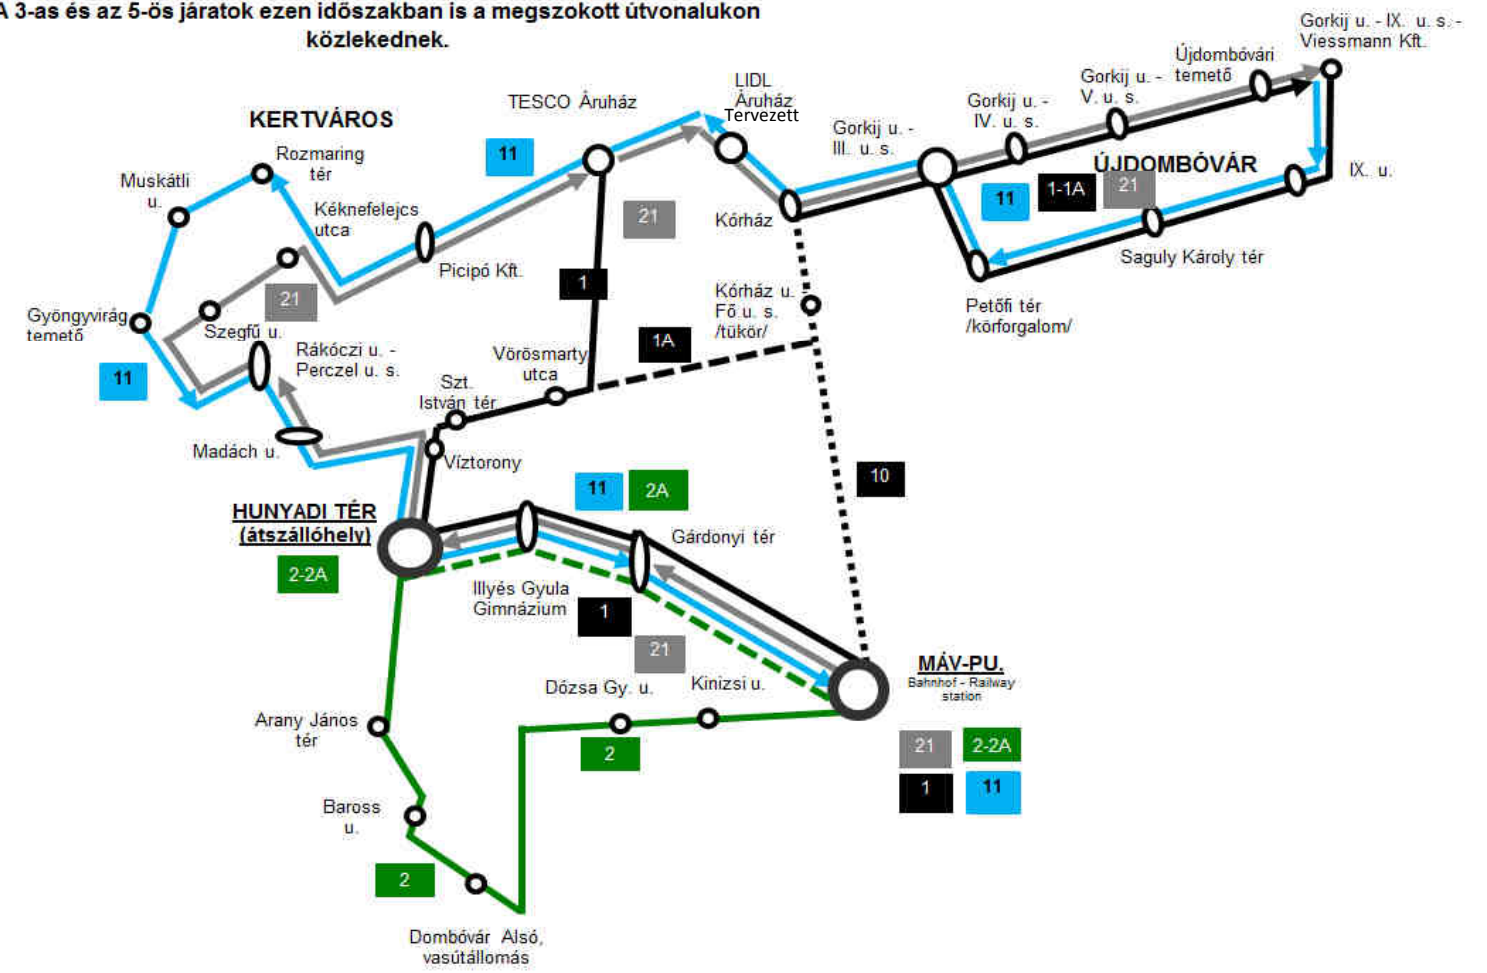 A 3-as és az 5-ös járatok ezen időszakban is a megszokott útvonalukon
közlekednek.
Gorkij u. - IX. u. s. -
Viessmann Kft.
Újdombóvári
temető
Gorkij u. -
V. u. s.
Gorkij u. -
IV. u. s.
Gorkij u. -
III. u. s.
LIDL
Áruház
Tervezett
TESCO Áruház
KERTVÁROS
11
Rozmaring
tér
Muskátli
u.
Kéknefelejcs
utca
ÚJDOMBÓVÁR
IX. u.
11
1-1A
21
21
Kórház
Picipó Kft.
Saguly Károly tér
1
21
Kórház u.
Fő u. s.
/tükör/
Petőfi tér
/körforgalom/
Gyöngyvirág
temető
Szegfű u.
1A
Rákóczi u. -
Perczel u. s.
Vörösmarty
utca
11
Szt.
István tér
Madách u.
Víztorony
10
11
2A
HUNYADI TÉR
(átszállóhely)
Gárdonyi tér
2-2A
Illyés Gyula
Gimnázium
1
21
MÁV-PU.
Bahnhof - Railway
station
Dózsa Gy. u.
Kinizsi u.
Arany János
tér
2
21
2-2A
1
11
Baross
u.
2
Dombóvár Alsó,
vasútállomás